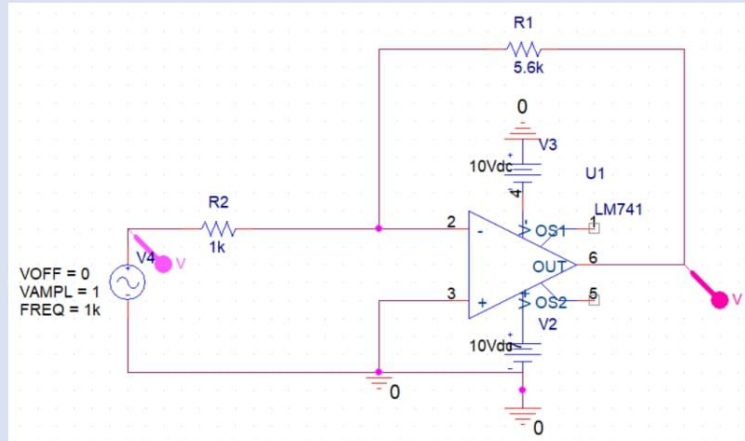 R1
5.6k
0
V3
10Vdc
U1
4
R2
1
LM741
2
-
V-
OS1
1k
V4
V
6
OUT
VOFF = 0
VAMPL = 1
FREQ = 1k
3
+
V+
OS2
5
V
V2
10Vdc
0
0